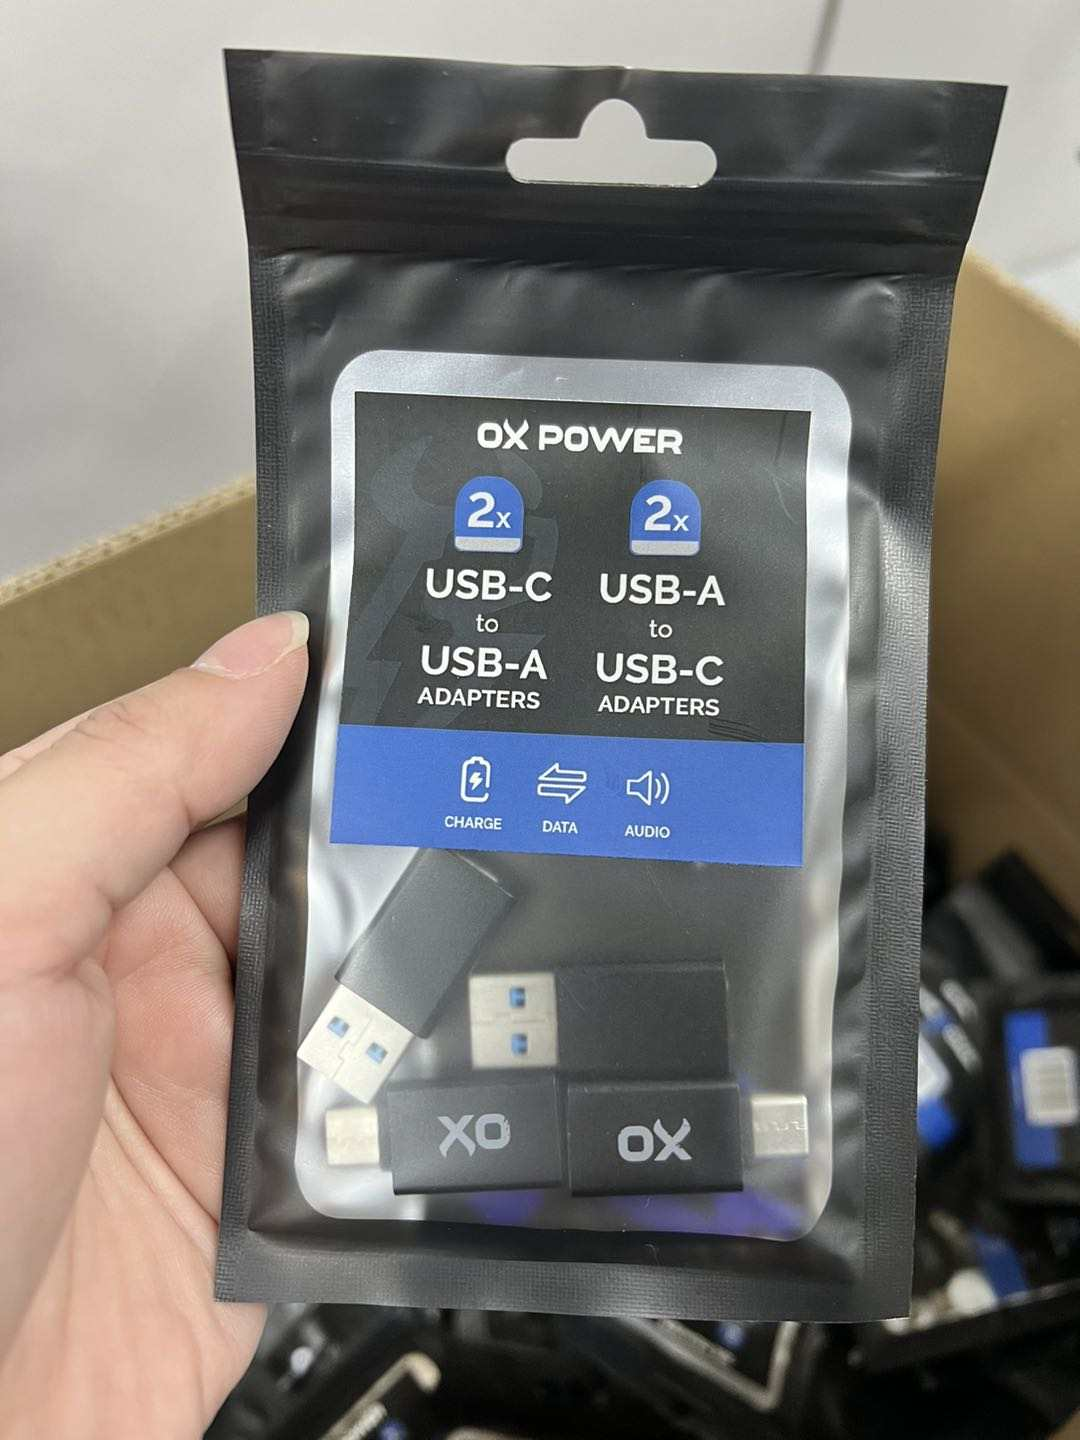 OX POWER
2x
USB-C
to
USB-A
ADAPTERS
2x
USB-A
to
USB-C
ADAPTERS
CHARGE
DATA
AUDIO
OX
OX